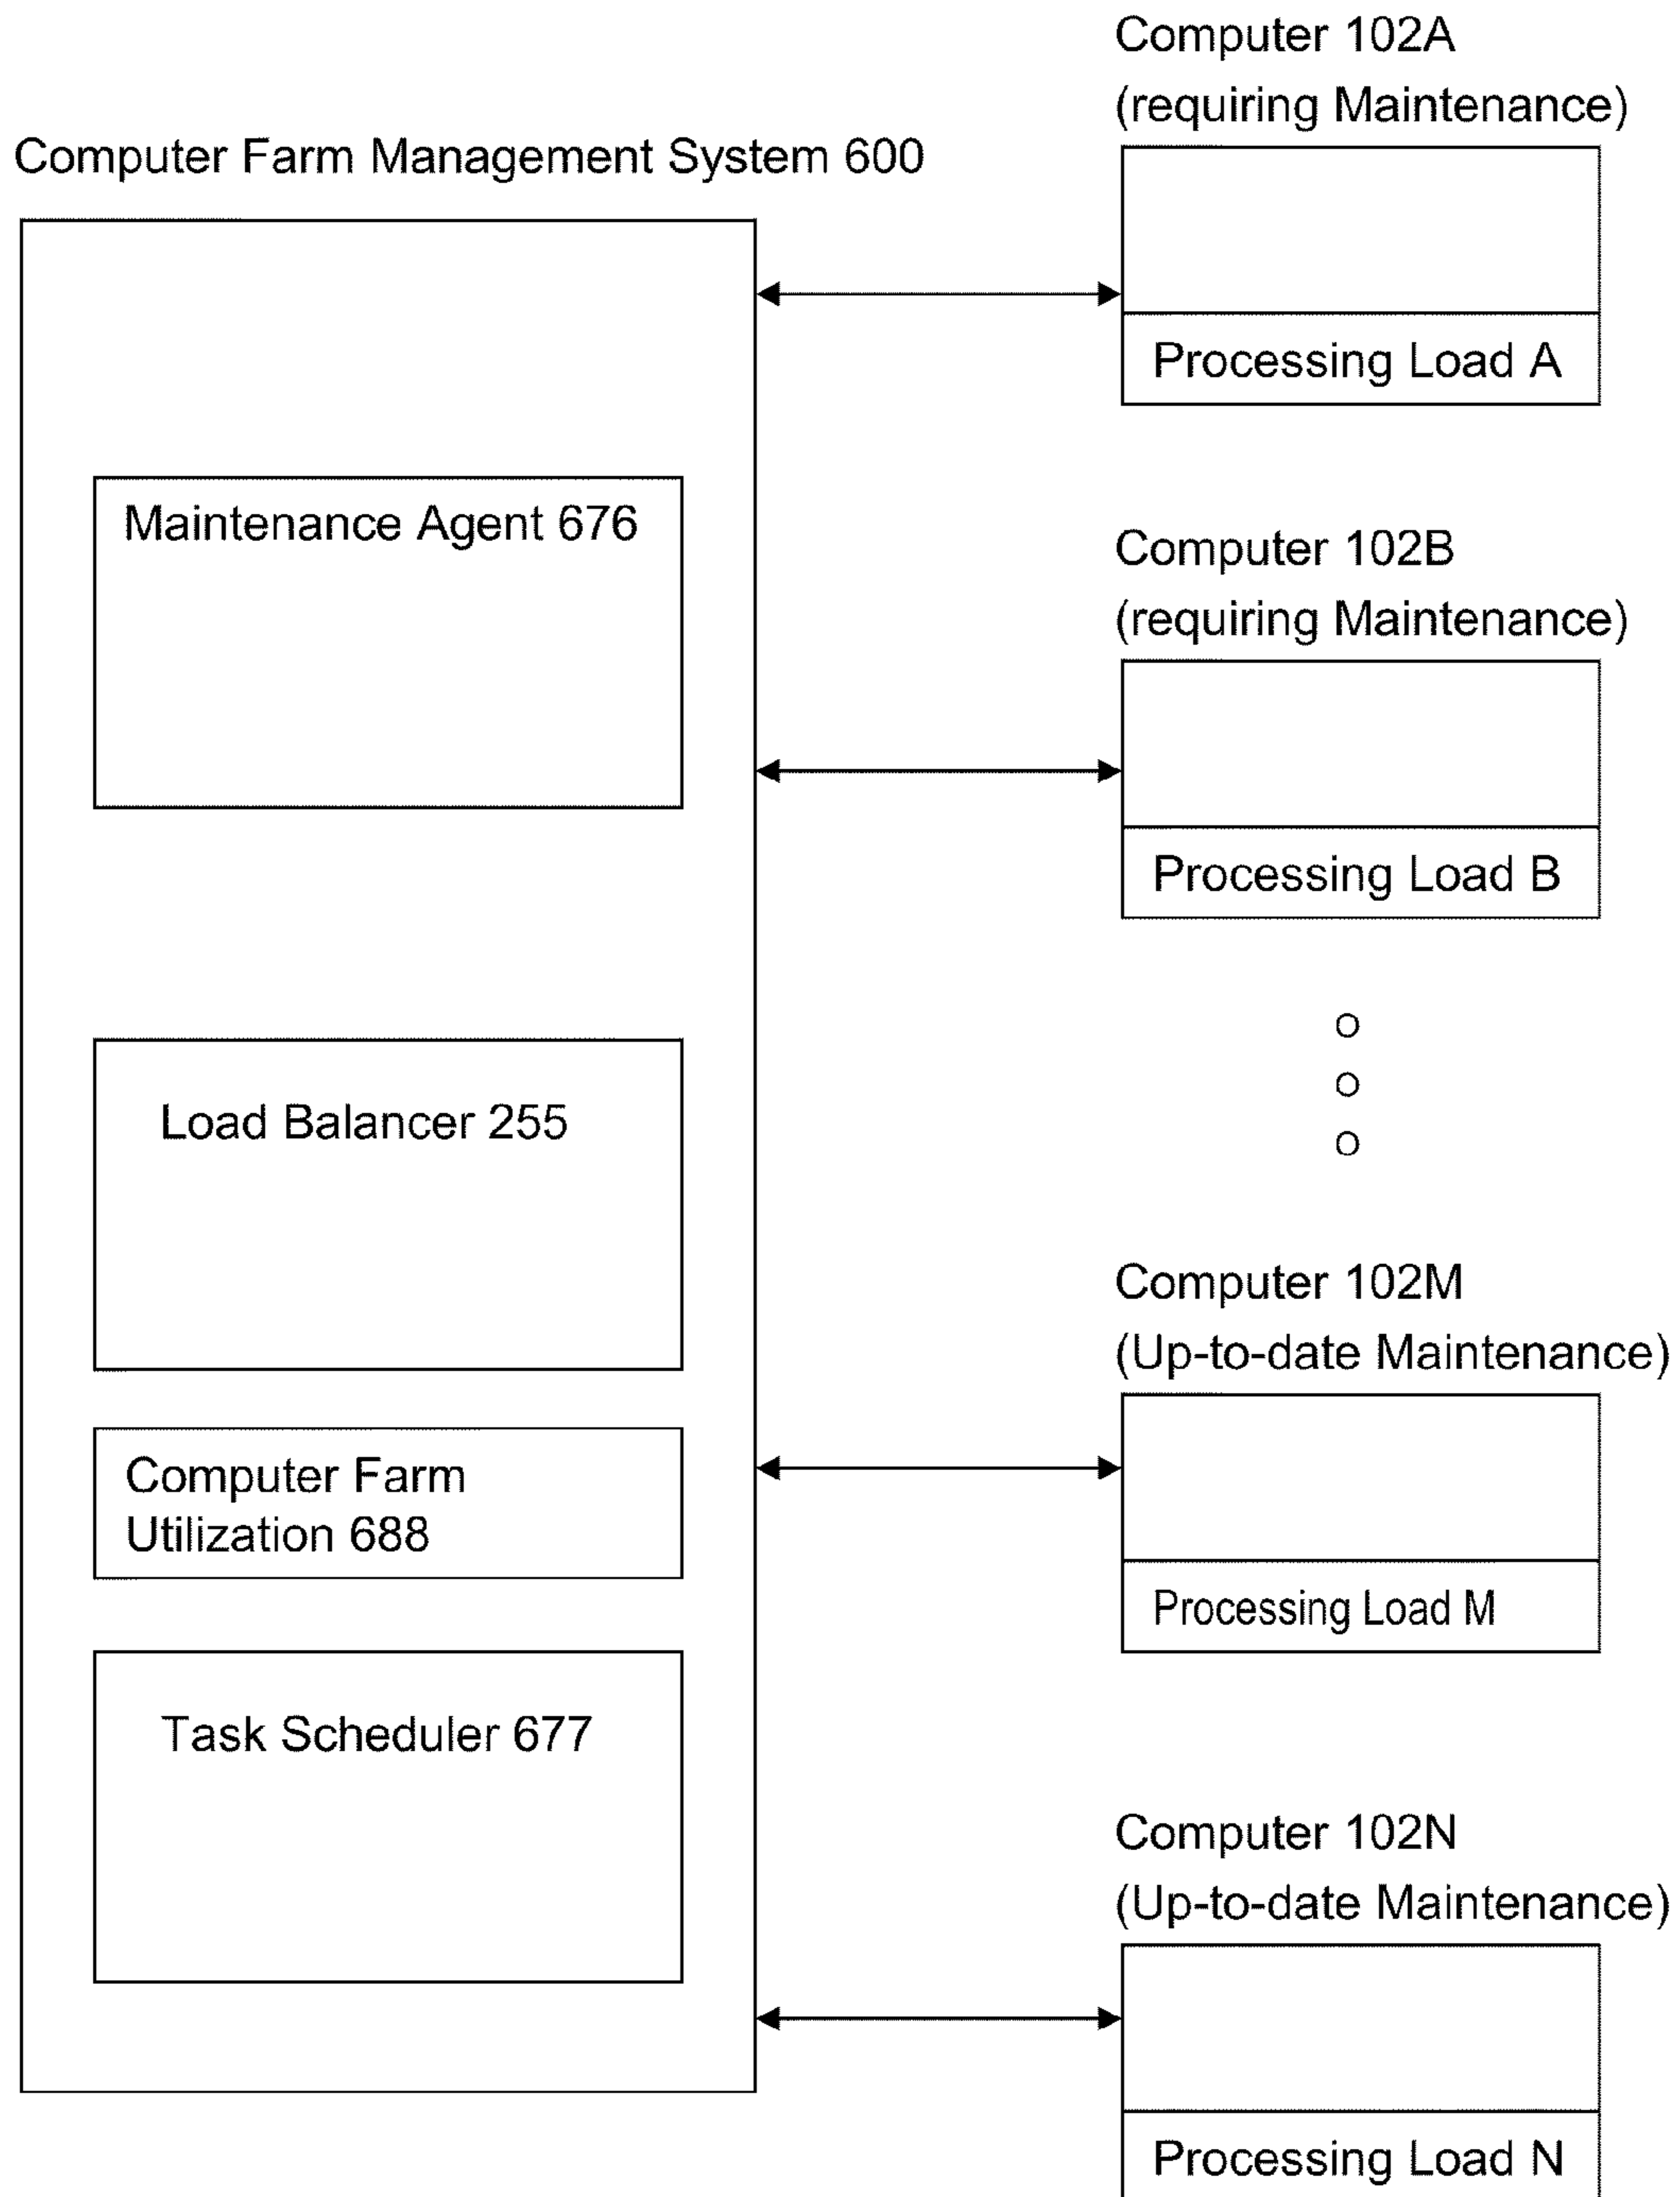 Computer Farm Management System 600
Maintenance Agent 676
Load Balancer 255
Computer Farm
Utilization 688
Task Scheduler 677
Computer 102A
(requiring Maintenance)
Processing Load A
Computer 102B
(requiring Maintenance)
Processing Load B
Computer 102M
(Up-to-date Maintenance)
Processing Load M
Computer 102N
(Up-to-date Maintenance)
Processing Load N